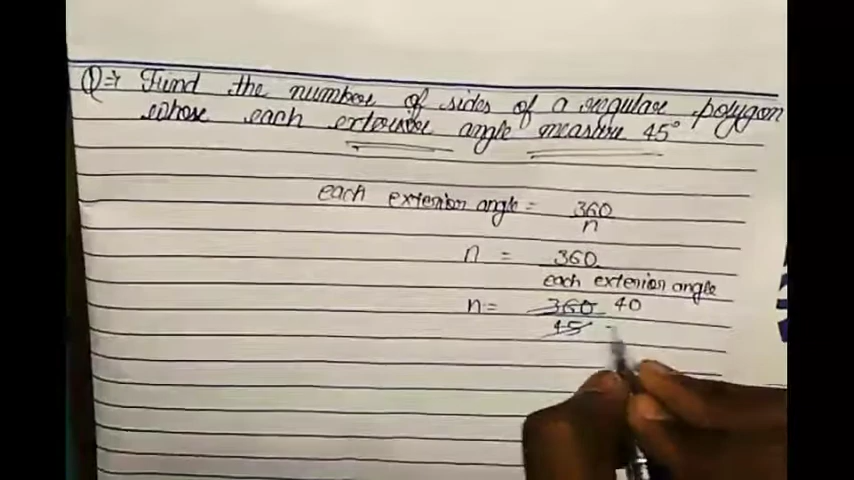 Q⇒ Find the number of sides of a regular polygon
whose each exterior angle measure 45°
each exterior angle = 360
n
n = 360
each exterior angle
n = 360 40
45